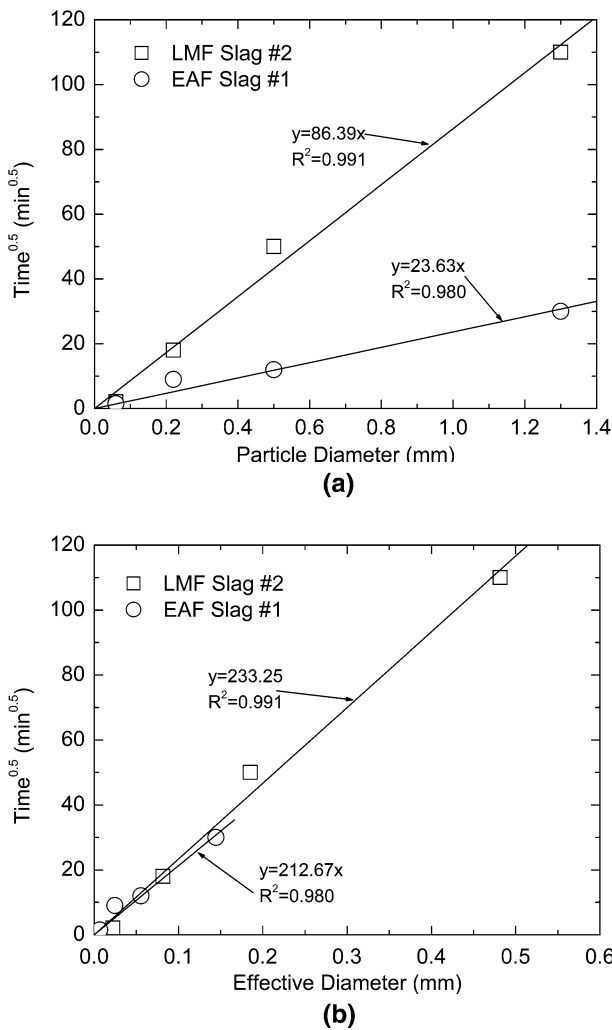 120
100
80
60
40
20
0
Time^0.5 (min^0.5)
LMF Slag #2
EAF Slag #1
y=86.39x
R²=0.991
y=23.63x
R²=0.980
0.0 0.2 0.4 0.6 0.8 1.0 1.2 1.4
Particle Diameter (mm)
(a)
120
100
80
60
40
20
0
Time^0.5 (min^0.5)
LMF Slag #2
EAF Slag #1
y=233.25
R²=0.991
y=212.67x
R²=0.980
0.0 0.1 0.2 0.3 0.4 0.5 0.6
Effective Diameter (mm)
(b)